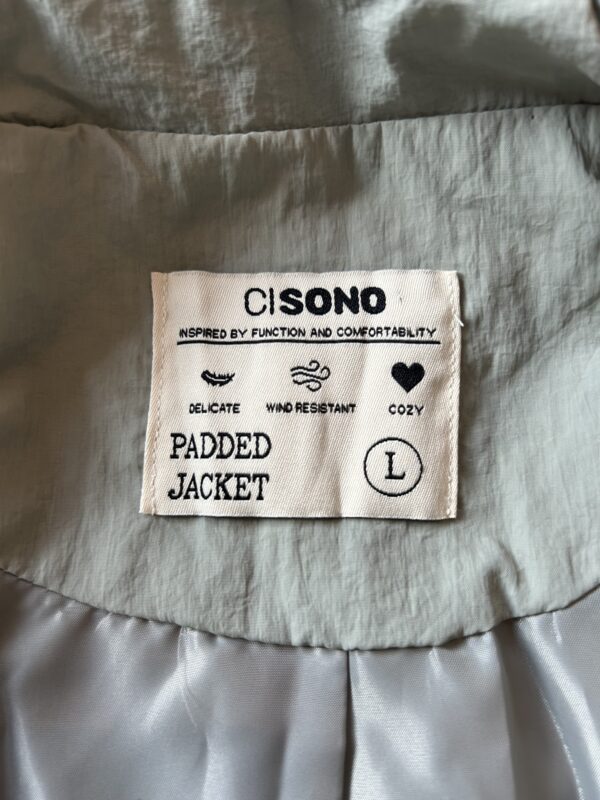 CISONO
INSPIRED BY FUNCTION AND COMFORTABILITY
DELICATE WIND RESISTANT COZY
PADDED
JACKET
L